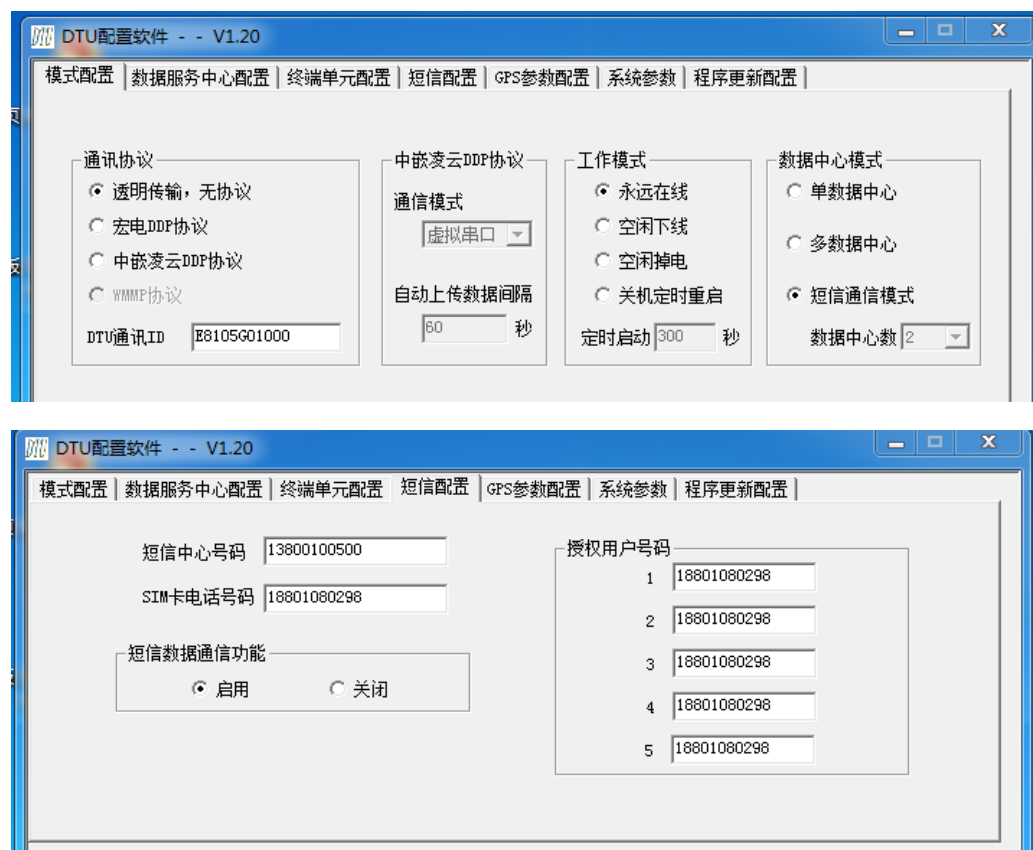 DTU配置软件 - - V1.20
模式配置 数据服务中心配置 终端单元配置 短信配置 GPS参数配置 系统参数 程序更新配置
通讯协议
透明传输，无协议
宏电DDP协议
中嵌凌云DDP协议
WMMP协议
DTU通讯ID E8105G01000
中嵌凌云DDP协议
通信模式
虚拟串口
自动上传数据间隔
60 秒
工作模式
永远在线
空闲下线
空闲掉电
关机定时重启
定时启动 300 秒
数据中心模式
单数据中心
多数据中心
短信通信模式
数据中心数 2
DTU配置软件 - - V1.20
模式配置 数据服务中心配置 终端单元配置 短信配置 GPS参数配置 系统参数 程序更新配置
短信中心号码 13800100500
SIM卡电话号码 18801080298
短信数据通信功能
启用 关闭
授权用户号码
1 18801080298
2 18801080298
3 18801080298
4 18801080298
5 18801080298